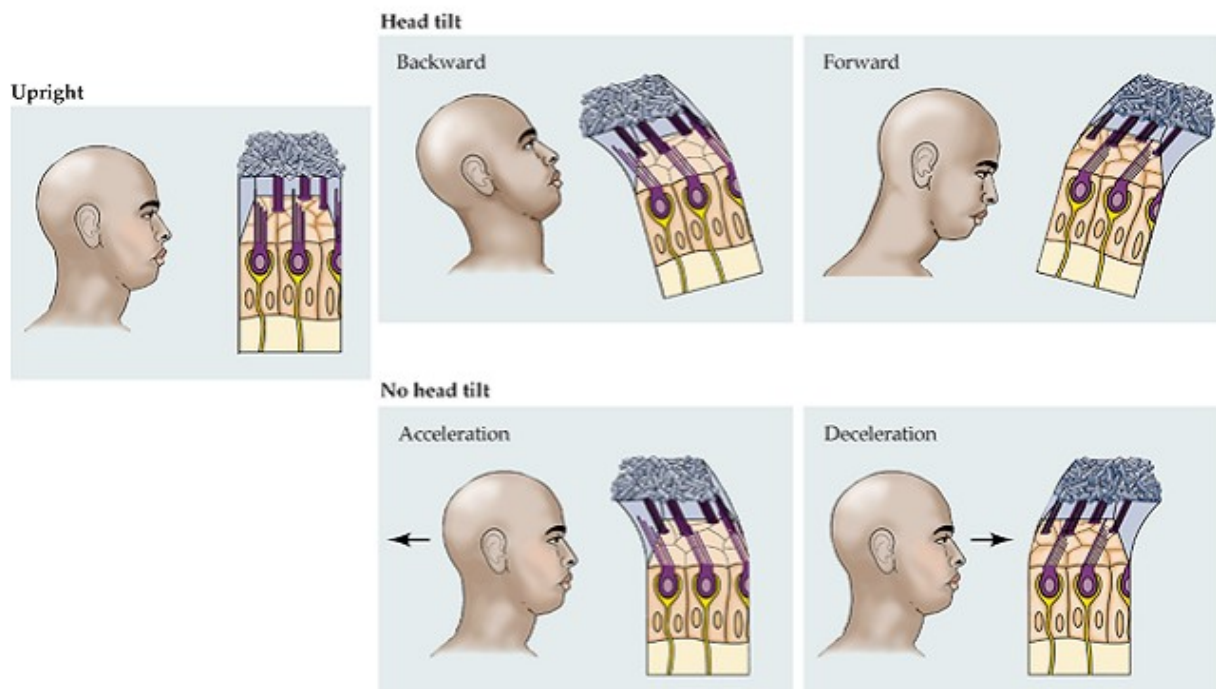 Upright
Head tilt
Backward
Forward
No head tilt
Acceleration
Deceleration